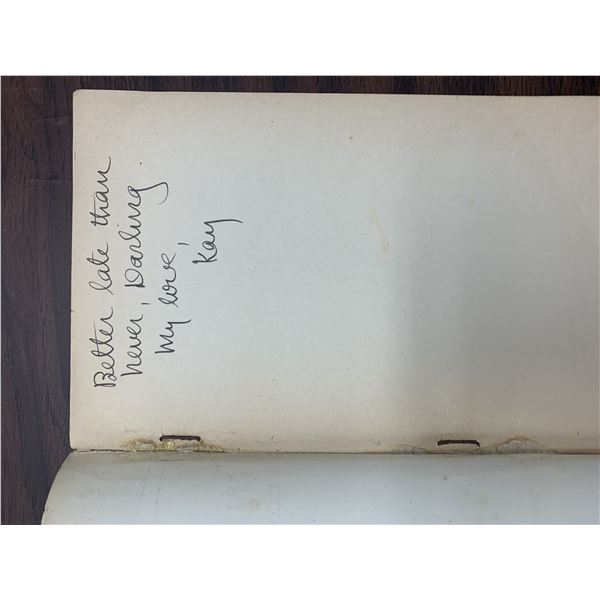 Better late than
never, Darling.
My love,
Kay